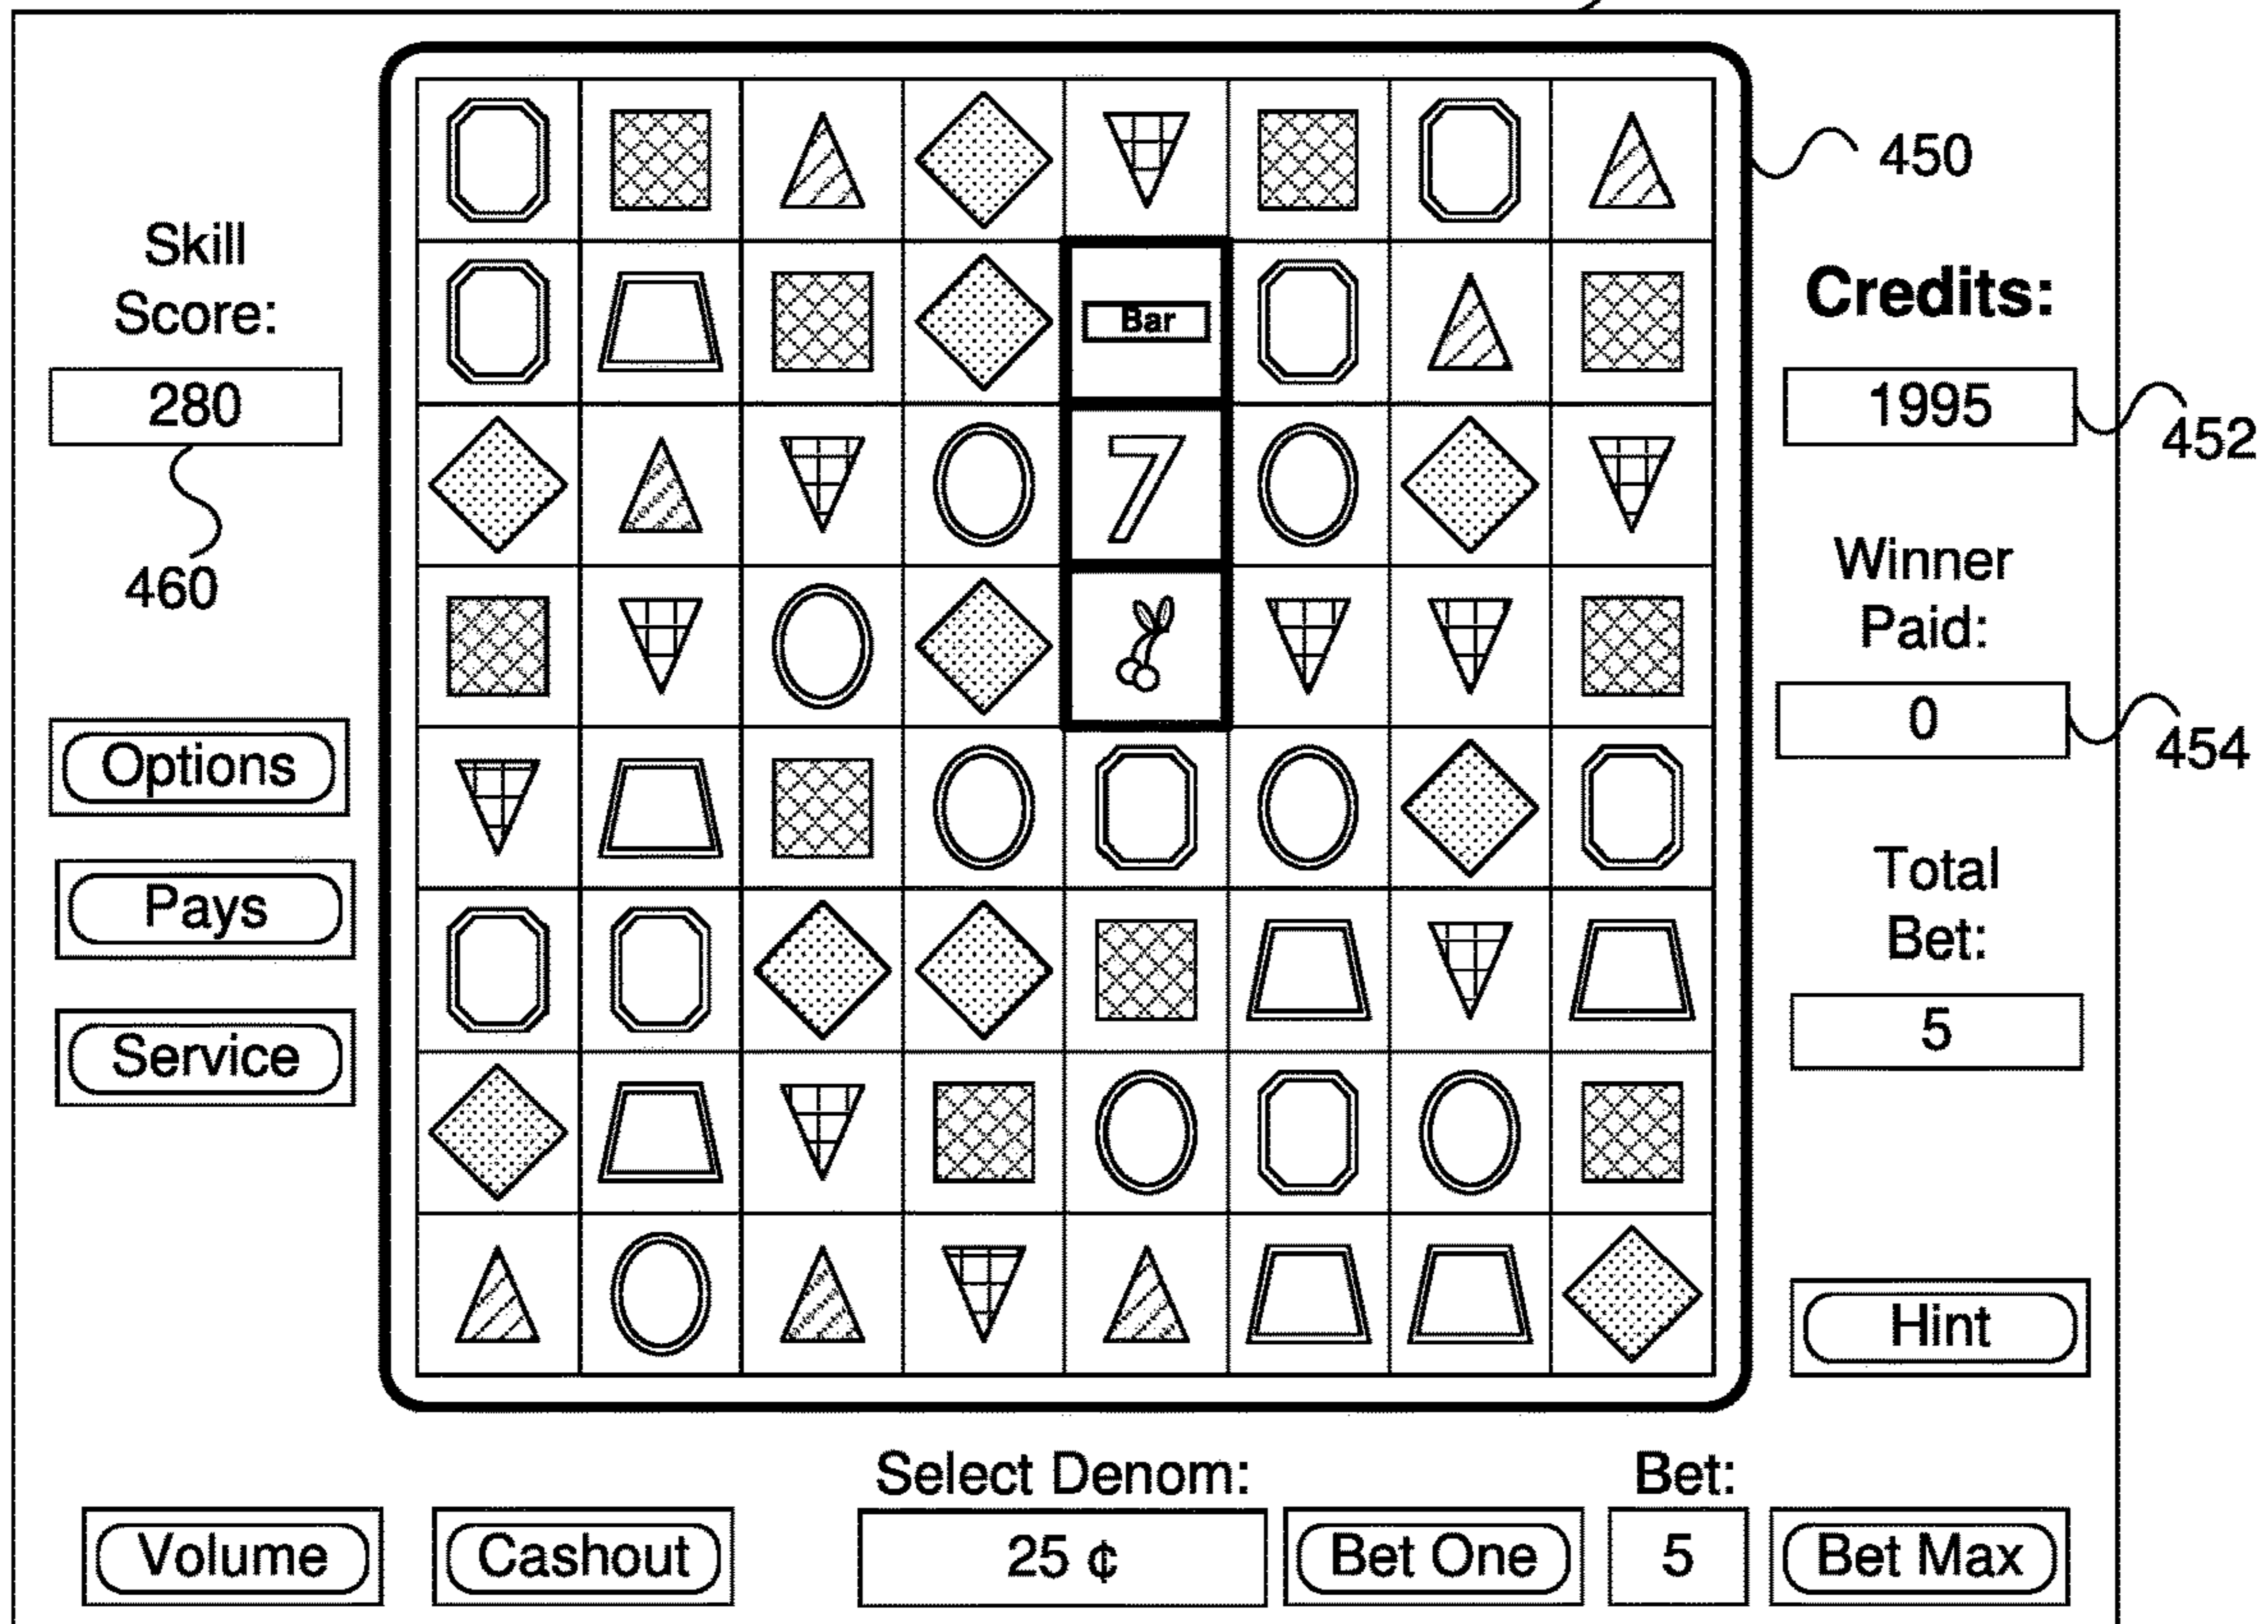 450
Skill
Score:
Credits:
Bar
280
1995
452
7
460
Winner
Paid:
0
454
Options
Total
Bet:
Pays
5
Service
Hint
Select Denom:
Bet:
Volume
Cashout
25 ¢
Bet One
5
Bet Max